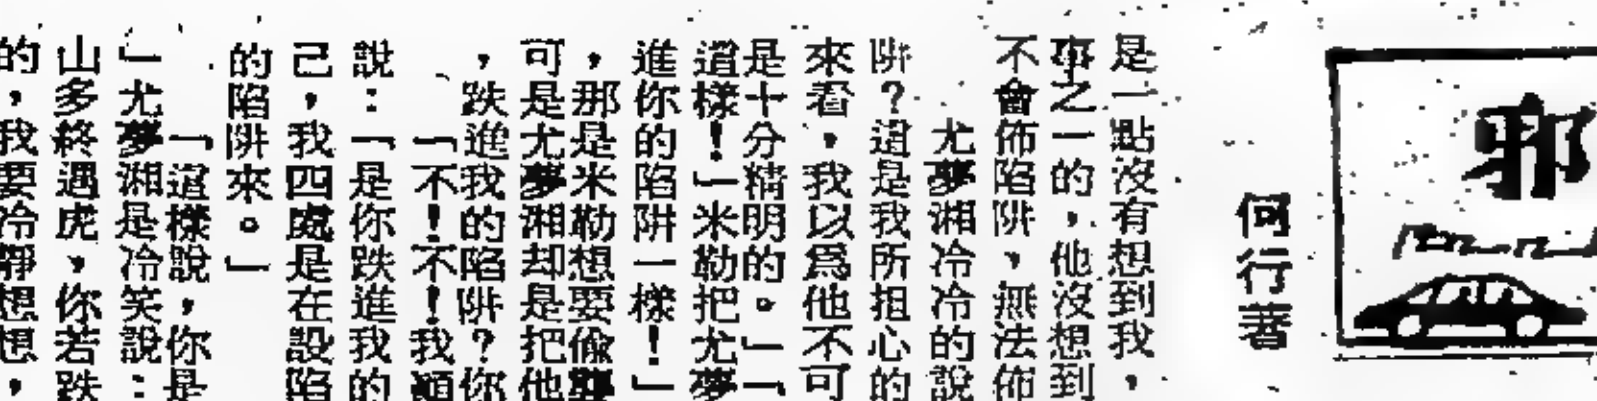 邪
何行著
是一點沒有想到我，
事之一的，他沒想到
不會佈陷阱，無法佈
尤夢湘冷冷的說
阱？這是我所担心的
來看，我以爲他不可
是十分精明的。」「
這樣！」米勒把尤夢
進你的陷阱一樣！」
，那是米勒想要偷
可是尤夢湘却是把他
，跌進我的陷阱？你
「不！不！我
說：「是你跌進我的
己，我四處是在設陷
的陷阱來。」
「這樣說，你是
」尤夢湘是冷笑說：
山多終遇虎，你若跌
的，我要冷靜想想，